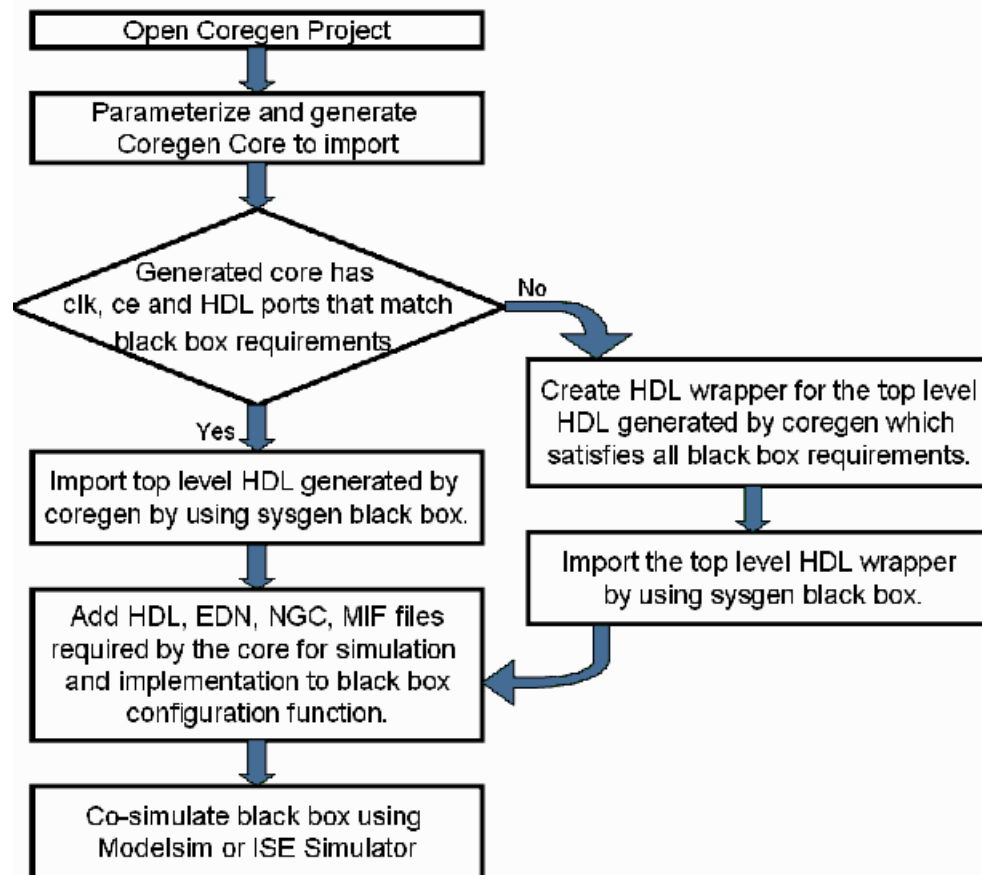 Open Coregen Project
Parameterize and generate
Coregen Core to import
Generated core has
clk, ce and HDL ports that match
black box requirements
No
Yes
Create HDL wrapper for the top level
HDL generated by coregen which
satisfies all black box requirements.
Import top level HDL generated by
coregen by using sysgen black box.
Import the top level HDL wrapper
by using sysgen black box.
Add HDL, EDN, NGC, MIF files
required by the core for simulation
and implementation to black box
configuration function.
Co-simulate black box using
Modelsim or ISE Simulator